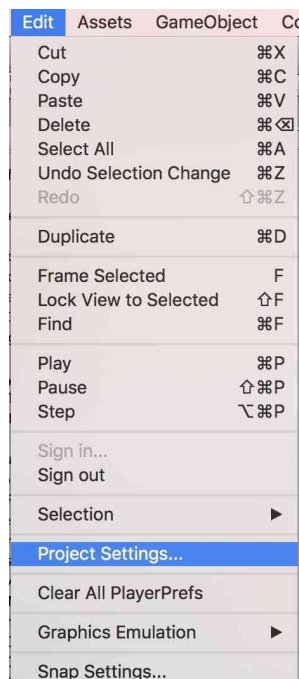 Edit Assets GameObject Co
Cut ⌘X
Copy ⌘C
Paste ⌘V
Delete ⌘⌫
Select All ⌘A
Undo Selection Change ⌘Z
Redo ⇧⌘Z
Duplicate ⌘D
Frame Selected F
Lock View to Selected ⇧F
Find ⌘F
Play ⌘P
Pause ⇧⌘P
Step ⌥⌘P
Sign in...
Sign out
Selection ▶
Project Settings...
Clear All PlayerPrefs
Graphics Emulation ▶
Snap Settings...